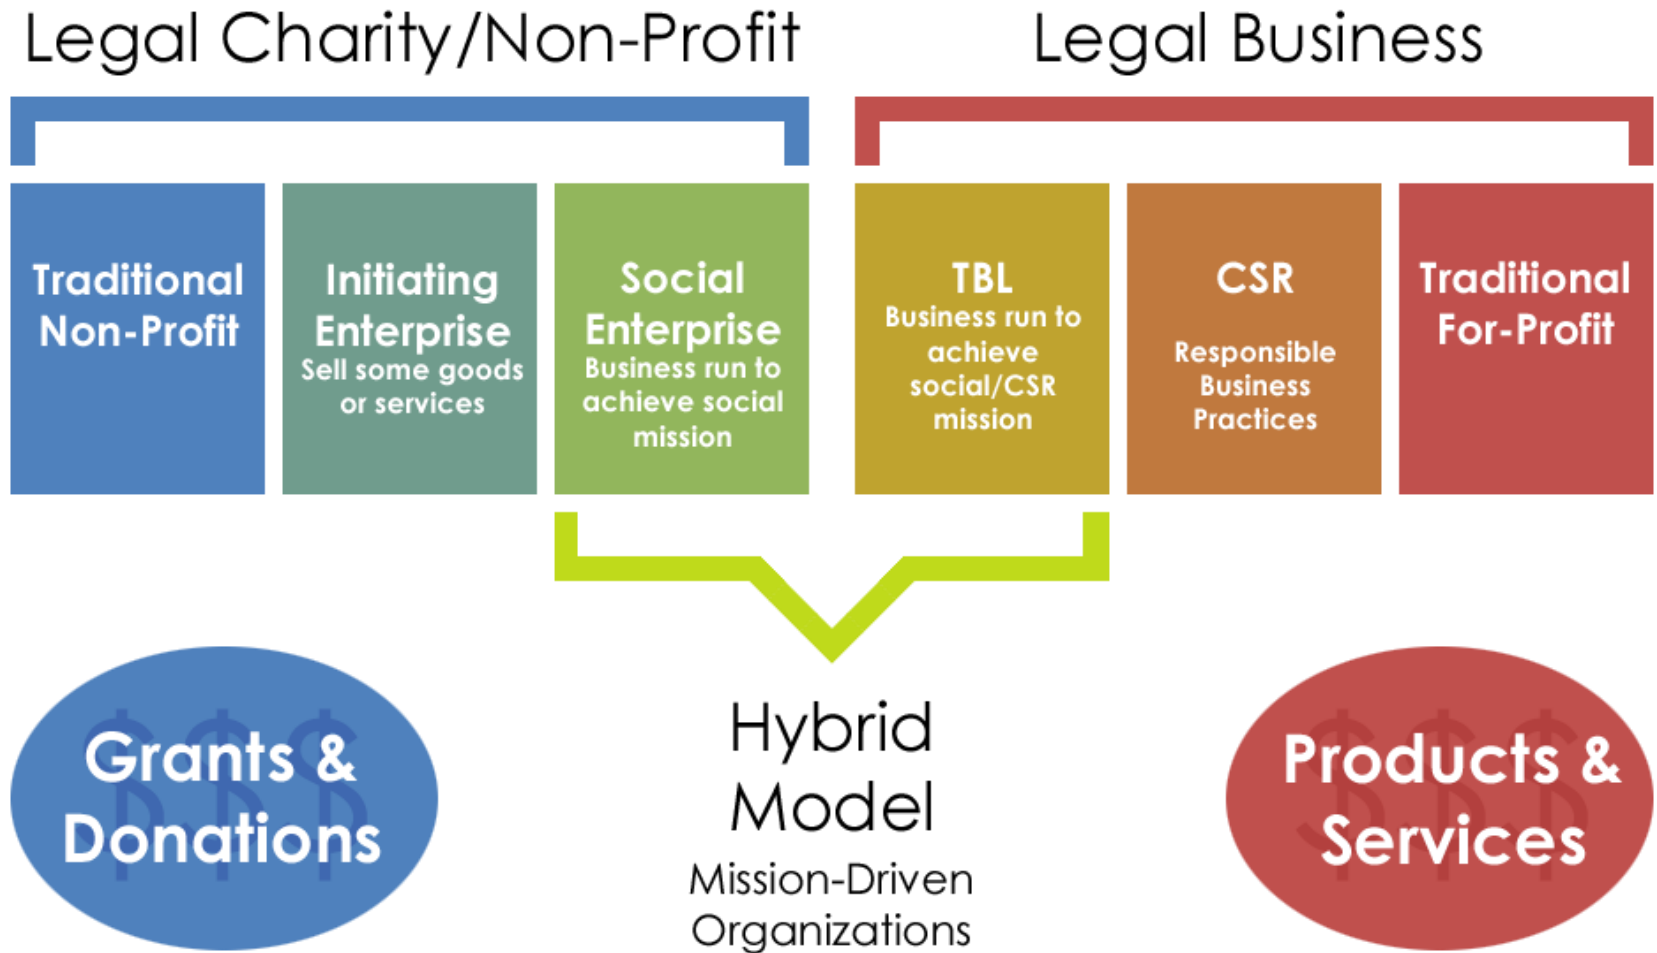 Legal Charity/Non-Profit
Legal Business
Traditional
Non-Profit
Initiating
Enterprise
Sell some goods
or services
Social
Enterprise
Business run to
achieve social
mission
TBL
Business run to
achieve
social/CSR
mission
CSR
Responsible
Business
Practices
Traditional
For-Profit
$$$
Grants &
Donations
Hybrid
Model
Mission-Driven
Organizations
$$$
Products &
Services